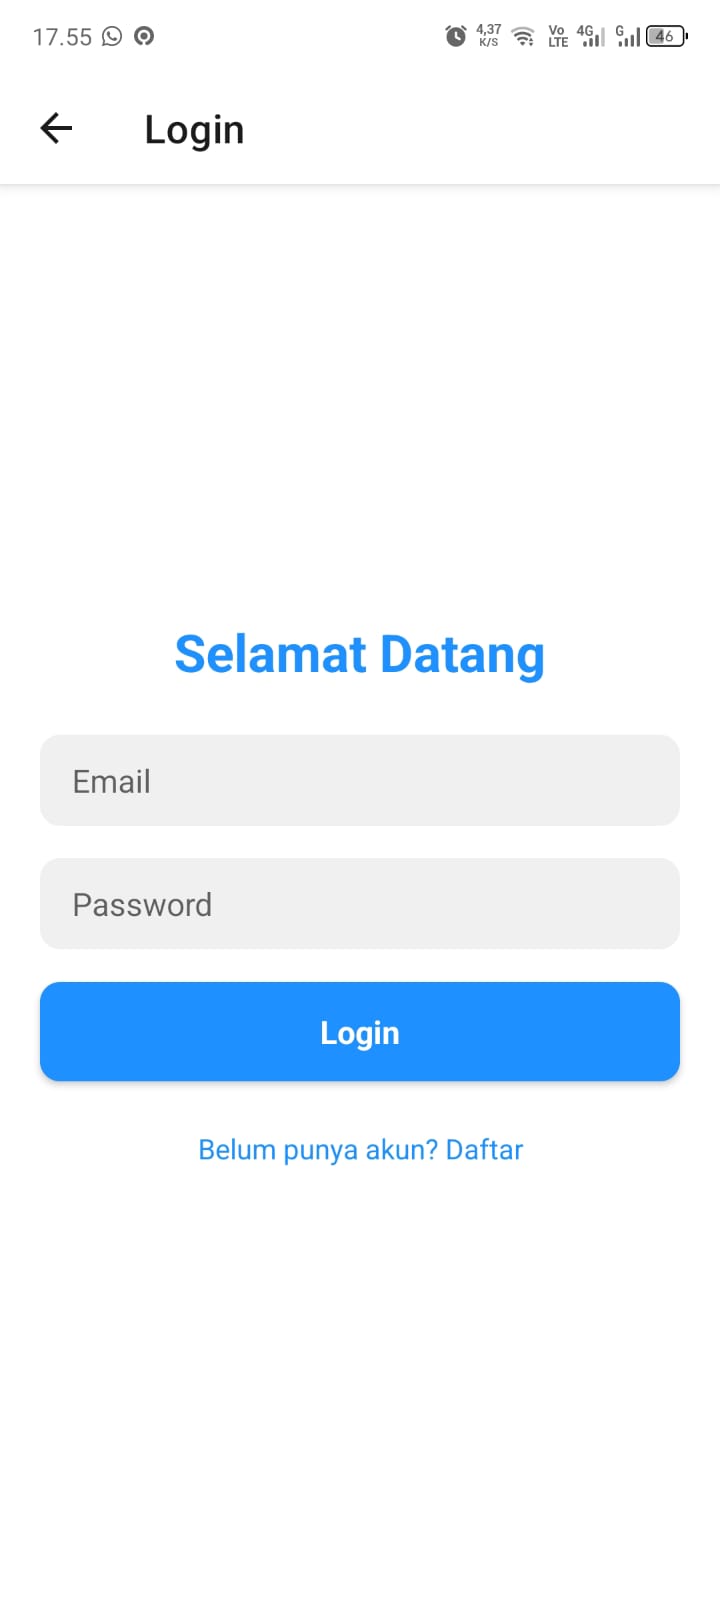 17.55 4,37 K/S Vo LTE 4G G 46
Login
Selamat Datang
Email
Password
Login
Belum punya akun? Daftar